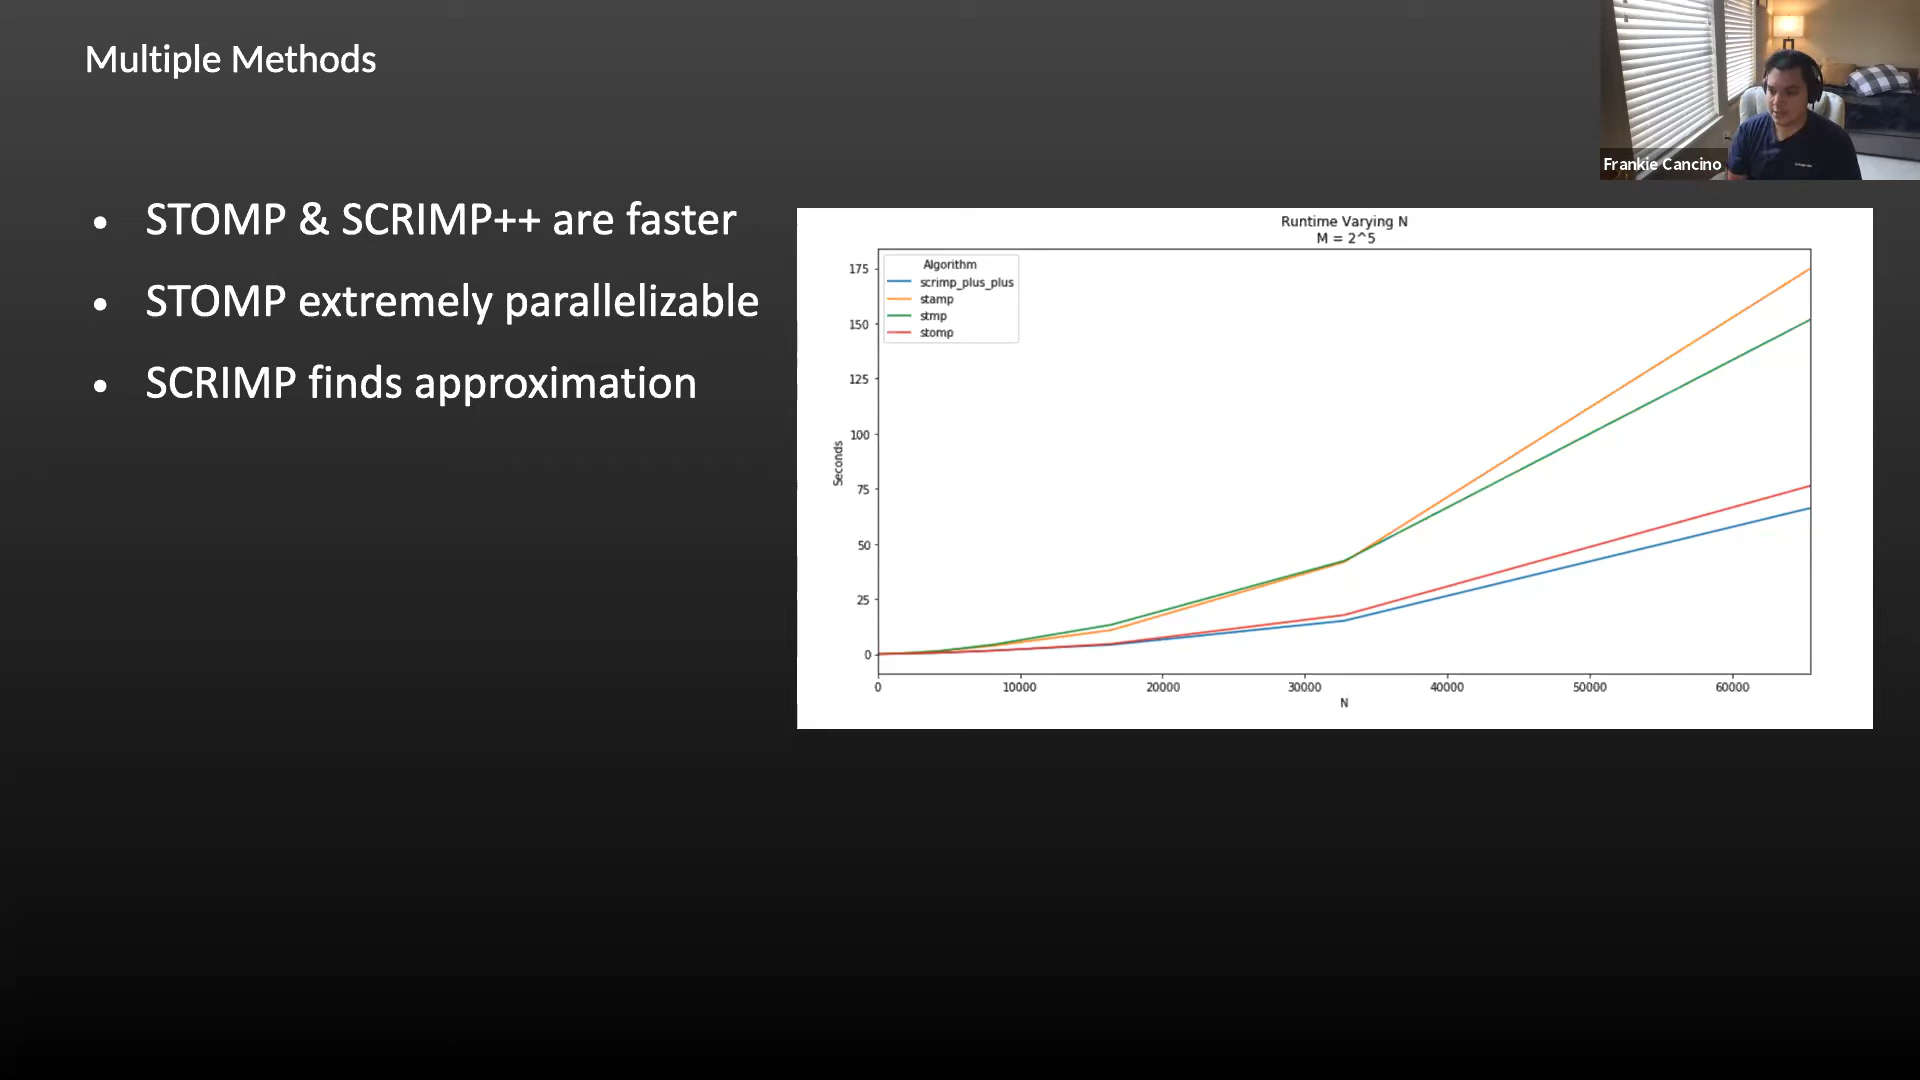 Multiple Methods
Frankie Cancino
• STOMP & SCRIMP++ are faster
• STOMP extremely parallelizable
• SCRIMP finds approximation
Runtime Varying N
M = 2^5
Algorithm
scrimp_plus_plus
stamp
stmp
stomp
Seconds
175
150
125
100
75
50
25
0
0 10000 20000 30000 40000 50000 60000
N